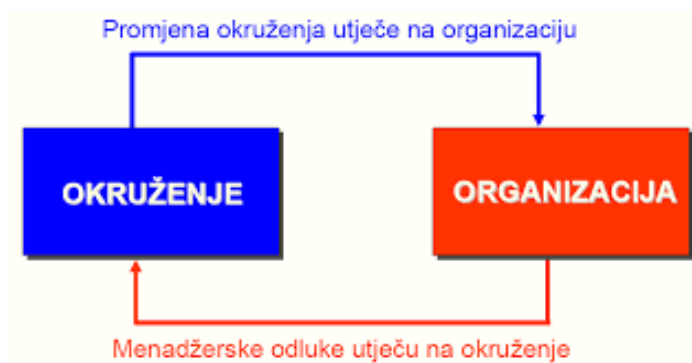 Promjena okruženja utječe na organizaciju
OKRUŽENJE
ORGANIZACIJA
Menadžerske odluke utječu na okruženje